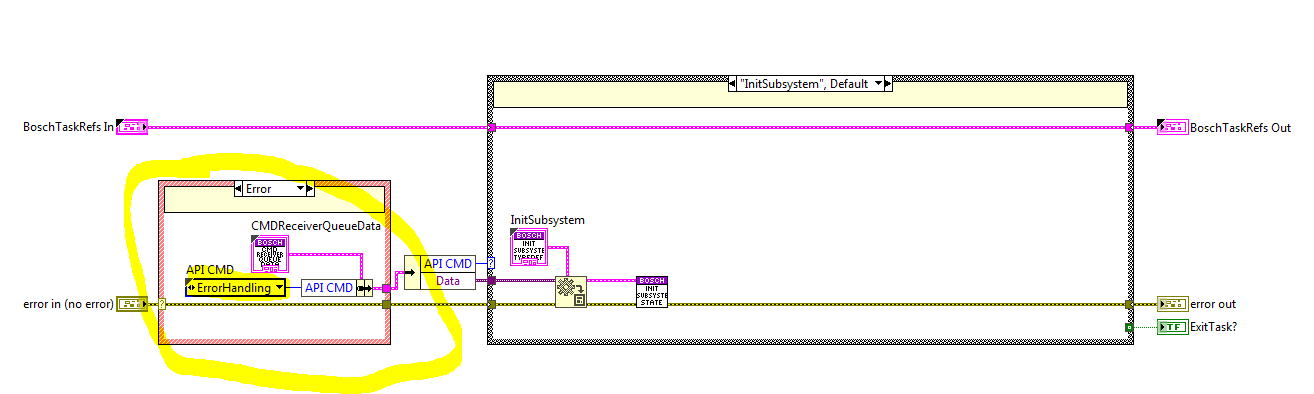 "InitSubsystem", Default
BoschTaskRefs In
BoschTaskRefs Out
Error
CMDReceiverQueueData
BOSCH
CMD
RECEIVER
QUEUE
DATA
API CMD
ErrorHandling
API CMD
API CMD
Data
?
InitSubsystem
BOSCH
INIT
SUBSYSTE
TYPEDEF
BOSCH
INIT
SUBSYSTE
STATE
error in (no error)
?
error out
TF
ExitTask?